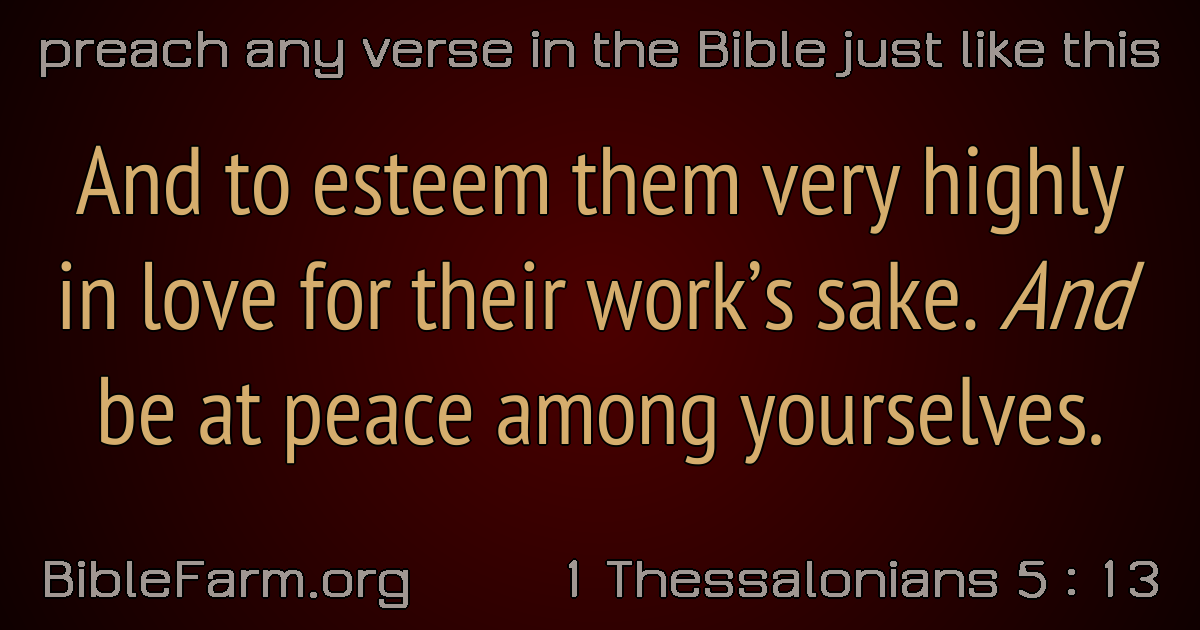 preach any verse in the Bible just like this
And to esteem them very highly
in love for their work’s sake. And
be at peace among yourselves.
BibleFarm.org
1 Thessalonians 5 : 13